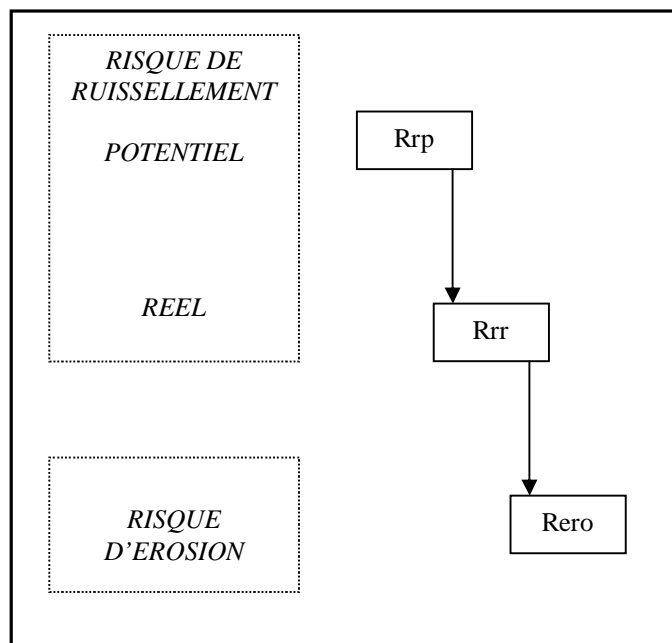 RISQUE DE
RUISSELLEMENT
POTENTIEL
Rrp
REEL
Rrr
RISQUE
D’EROSION
Rero